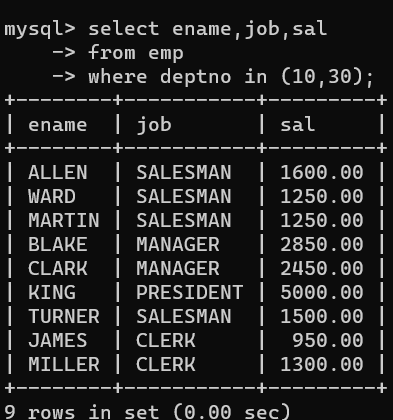 mysql> select ename,job,sal
    -> from emp
    -> where deptno in (10,30);
+--------+-----------+---------+
| ename  | job       | sal     |
+--------+-----------+---------+
| ALLEN  | SALESMAN  | 1600.00 |
| WARD   | SALESMAN  | 1250.00 |
| MARTIN | SALESMAN  | 1250.00 |
| BLAKE  | MANAGER   | 2850.00 |
| CLARK  | MANAGER   | 2450.00 |
| KING   | PRESIDENT | 5000.00 |
| TURNER | SALESMAN  | 1500.00 |
| JAMES  | CLERK     |  950.00 |
| MILLER | CLERK     | 1300.00 |
+--------+-----------+---------+
9 rows in set (0.00 sec)